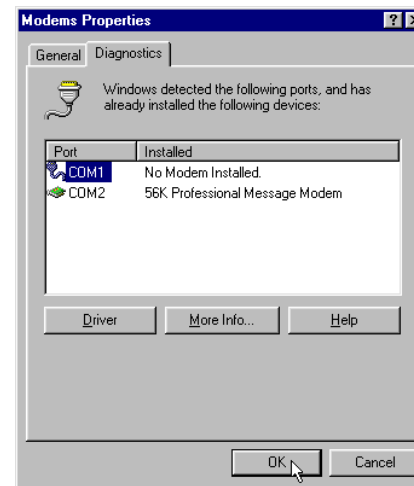 Modems Properties
General Diagnostics
Windows detected the following ports, and has
already installed the following devices:
Port Installed
COM1 No Modem Installed.
COM2 56K Professional Message Modem
Driver More Info... Help
OK Cancel